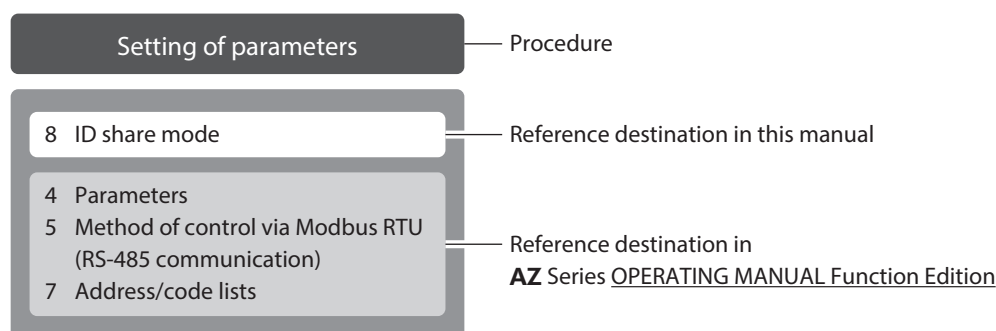 Setting of parameters
Procedure
8 ID share mode
Reference destination in this manual
4 Parameters
5 Method of control via Modbus RTU
(RS-485 communication)
7 Address/code lists
Reference destination in
AZ Series OPERATING MANUAL Function Edition